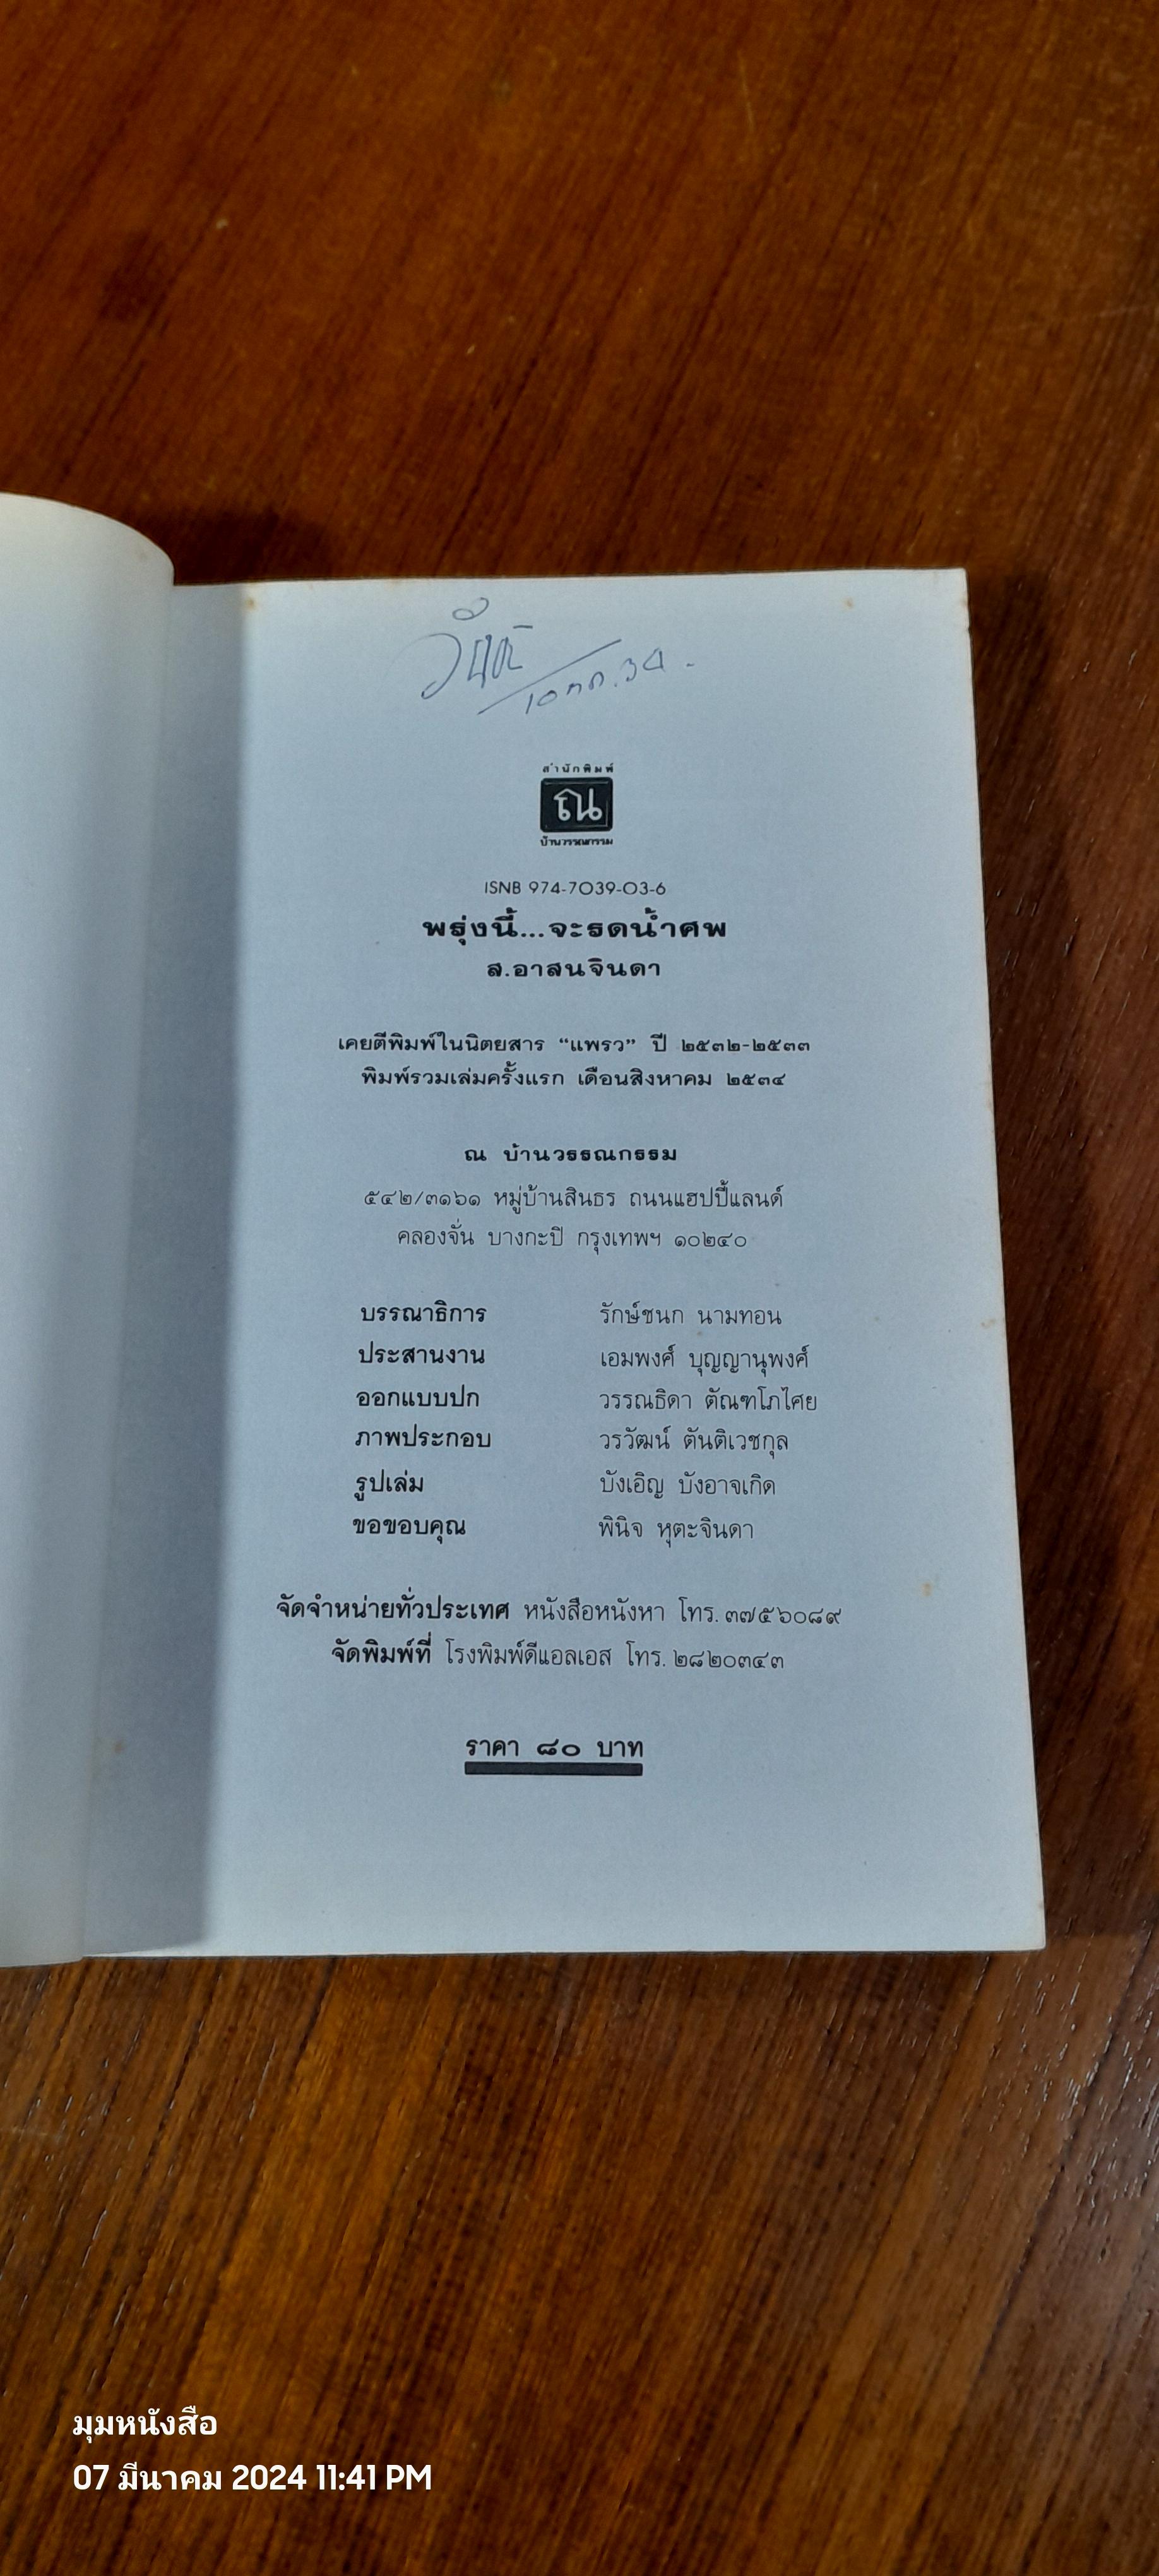 สำนักพิมพ์
ณ
บ้านวรรณกรรม
ISNB 974-7039-03-6
พรุ่งนี้...จะรดน้ำศพ
ส.อาสนจินดา
เคยตีพิมพ์ในนิตยสาร “แพรว” ปี ๒๕๓๒-๒๕๓๓
พิมพ์รวมเล่มครั้งแรก เดือนสิงหาคม ๒๕๓๔
ณ บ้านวรรณกรรม
๕๔๒/๓๑๖๑ หมู่บ้านสินธร ถนนแฮปปี้แลนด์
คลองจั่น บางกะปิ กรุงเทพฯ ๑๐๒๔๐
บรรณาธิการ รักษ์ชนก นามทอน
ประสานงาน เอมพงศ์ บุญญานุพงศ์
ออกแบบปก วรรณธิดา ตัณฑโภไศย
ภาพประกอบ วรวัฒน์ ตันติเวชกุล
รูปเล่ม บังเอิญ บังอาจเกิด
ขอขอบคุณ พินิจ หุตะจินดา
จัดจำหน่ายทั่วประเทศ หนังสือหนังหา โทร. ๓๗๕๖๐๘๙
จัดพิมพ์ที่ โรงพิมพ์ดีแอลเอส โทร. ๒๘๒๐๓๔๓
ราคา ๘๐ บาท
มุมหนังสือ
07 มีนาคม 2024 11:41 PM